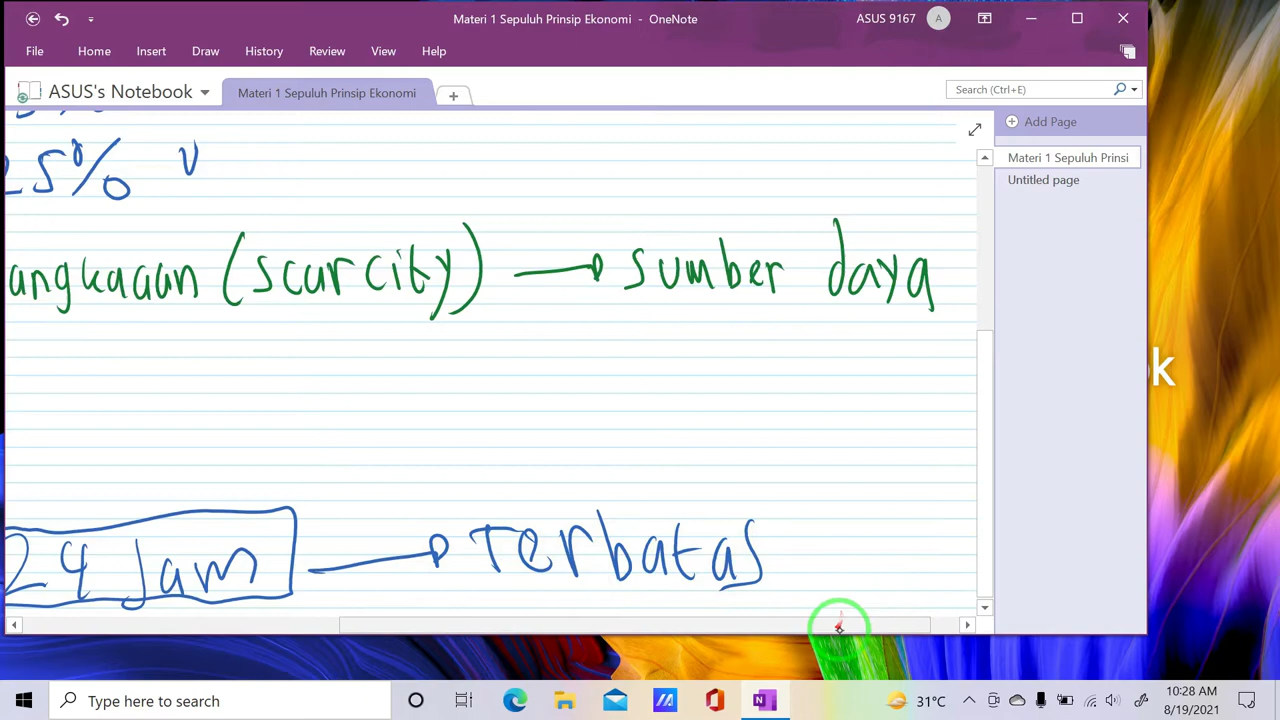 Materi 1 Sepuluh Prinsip Ekonomi - OneNote
ASUS 9167
A
File Home Insert Draw History Review View Help
ASUS's Notebook
Materi 1 Sepuluh Prinsip Ekonomi
Search (Ctrl+E)
Add Page
Materi 1 Sepuluh Prinsi
Untitled page
25% v
angkaaan (scarcity) → sumber daya
k
24 Jam → Terbatas
Type here to search
31°C
10:28 AM
8/19/2021